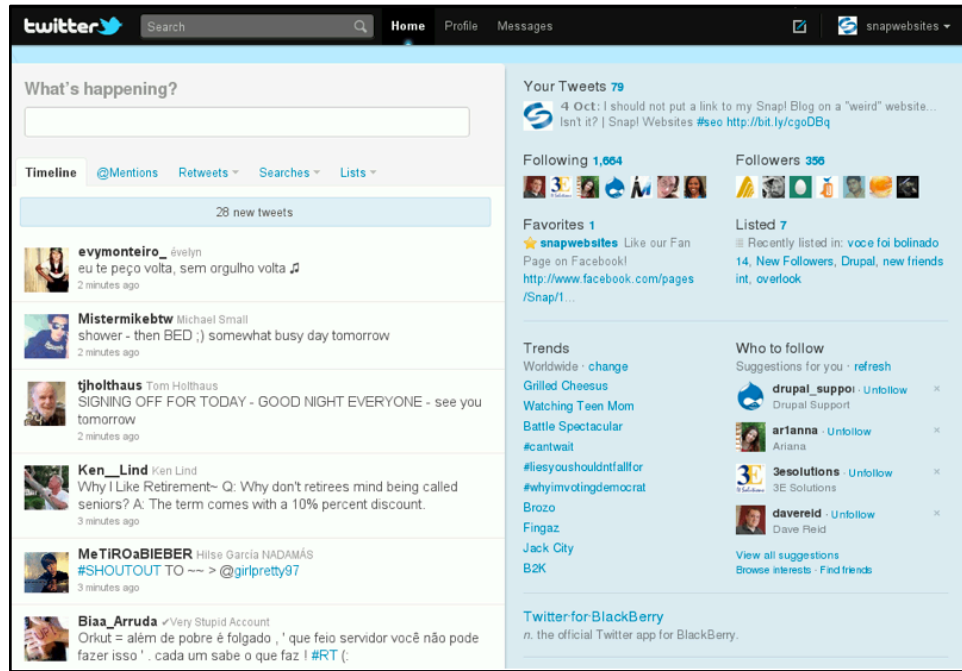 twitter
Search
Home
Profile
Messages
snapwebsites
What's happening?
Timeline
@Mentions
Retweets
Searches
Lists
28 new tweets
evymonteiro_ évelyn
eu te peço volta, sem orgulho volta ♫
2 minutes ago
Mistermikebtw Michael Small
shower - then BED ;) somewhat busy day tomorrow
2 minutes ago
tjholthaus Tom Holthaus
SIGNING OFF FOR TODAY - GOOD NIGHT EVERYONE - see you
tomorrow
2 minutes ago
Ken__Lind Ken Lind
Why I Like Retirement~ Q: Why don't retirees mind being called
seniors? A: The term comes with a 10% percent discount.
3 minutes ago
MeTiROaBIEBER Hilse García NADAMÁS
#SHOUTOUT TO ~~ > @girlpretty97
3 minutes ago
Biaa_Arruda ✔Very Stupid Account
Orkut = além de pobre é folgado , ' que feio servidor você não pode
fazer isso ' . cada um sabe o que faz ! #RT (:
Your Tweets 79
4 Oct: I should not put a link to my Snap! Blog on a "weird" website...
Isn't it? | Snap! Websites #seo http://bit.ly/cgoDBq
Following 1,664
Followers 356
Favorites 1
snapwebsites Like our Fan
Page on Facebook!
http://www.facebook.com/pages
/Snap/1...
Listed 7
Recently listed in: voce foi bolinado
14, New Followers, Drupal, new friends
int, overlook
Trends
Worldwide · change
Grilled Cheesus
Watching Teen Mom
Battle Spectacular
#cantwait
#liesyoushouldntfallfor
#whyimvotingdemocrat
Brozo
Fingaz
Jack City
B2K
Who to follow
Suggestions for you · refresh
drupal_suppor · Unfollow
Drupal Support
ar1anna · Unfollow
Ariana
3E Solutions
3esolutions · Unfollow
3E Solutions
davereid · Unfollow
Dave Reid
View all suggestions
Browse interests · Find friends
Twitter for BlackBerry
n. the official Twitter app for BlackBerry.